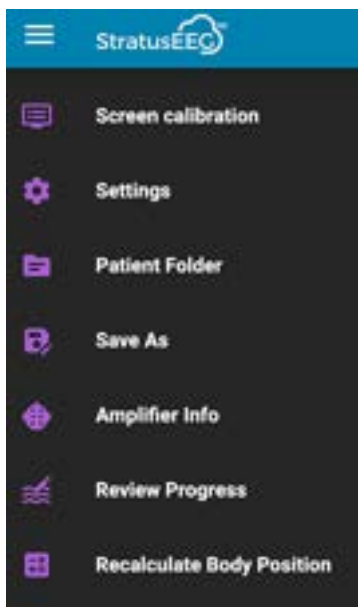 StratusEEG
Screen calibration
Settings
Patient Folder
Save As
Amplifier Info
Review Progress
Recalculate Body Position